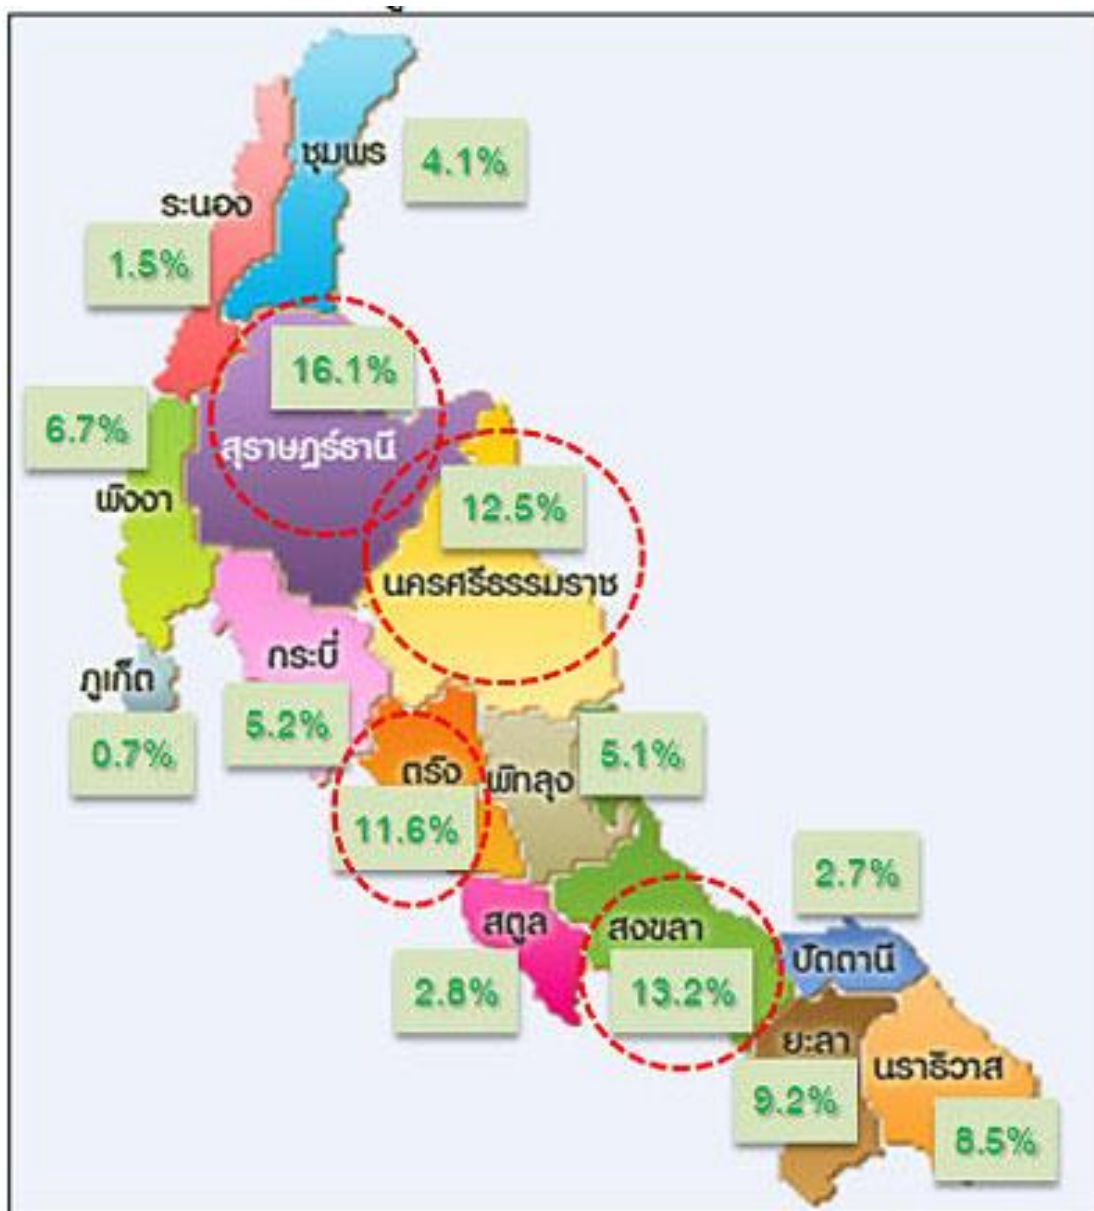 ชุมพร
4.1%
ระนอง
1.5%
16.1%
สุราษฎร์ธานี
6.7%
พังงา
12.5%
นครศรีธรรมราช
กระบี่
5.2%
ภูเก็ต
0.7%
ตรัง
11.6%
พัทลุง
5.1%
สตูล
2.8%
สงขลา
13.2%
2.7%
ปัตตานี
ยะลา
9.2%
นราธิวาส
8.5%